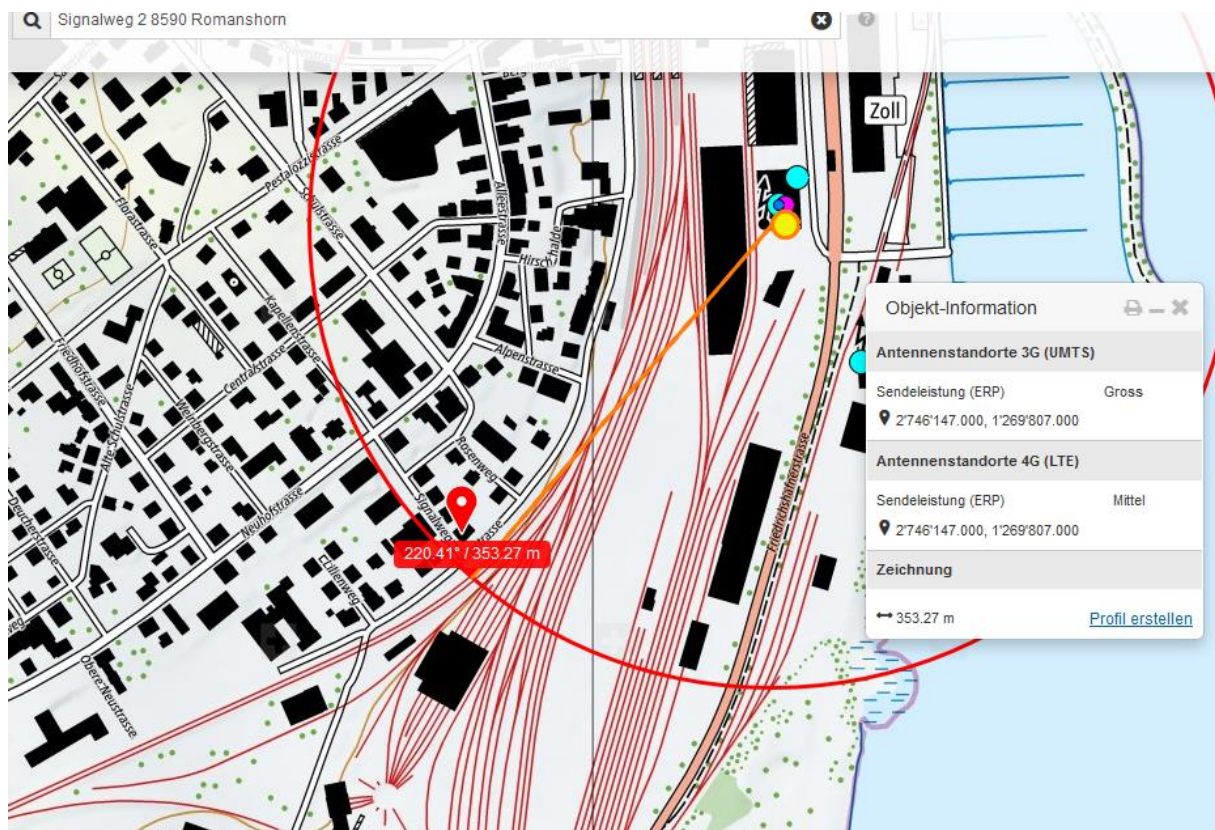 Signalweg 2 8590 Romanshorn
Zoll
Pestalozzistrasse
Schulstrasse
Alleestrasse
Florastrasse
Hirsch
schalde
Kapellenstrasse
Alpenstrasse
Friedhofstrasse
Centralstrasse
Weinbergstrasse
Alte Schulstrasse
Rosenweg
Signalweg
Neuhofstrasse
Deucherstrasse
Lilienweg
Friedrichshafnerstrasse
Obere Neustrasse
220.41° / 353.27 m
Objekt-Information
Antennenstandorte 3G (UMTS)
Sendeleistung (ERP) Gross
2'746'147.000, 1'269'807.000
Antennenstandorte 4G (LTE)
Sendeleistung (ERP) Mittel
2'746'147.000, 1'269'807.000
Zeichnung
353.27 m Profil erstellen